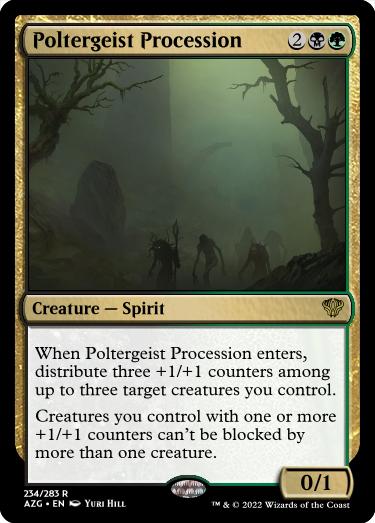 Poltergeist Procession 2
Creature — Spirit
When Poltergeist Procession enters,
distribute three +1/+1 counters among
up to three target creatures you control.
Creatures you control with one or more
+1/+1 counters can't be blocked by
more than one creature.
0/1
234/283 R
AZG • EN Yuri Hill
™ & © 2022 Wizards of the Coast